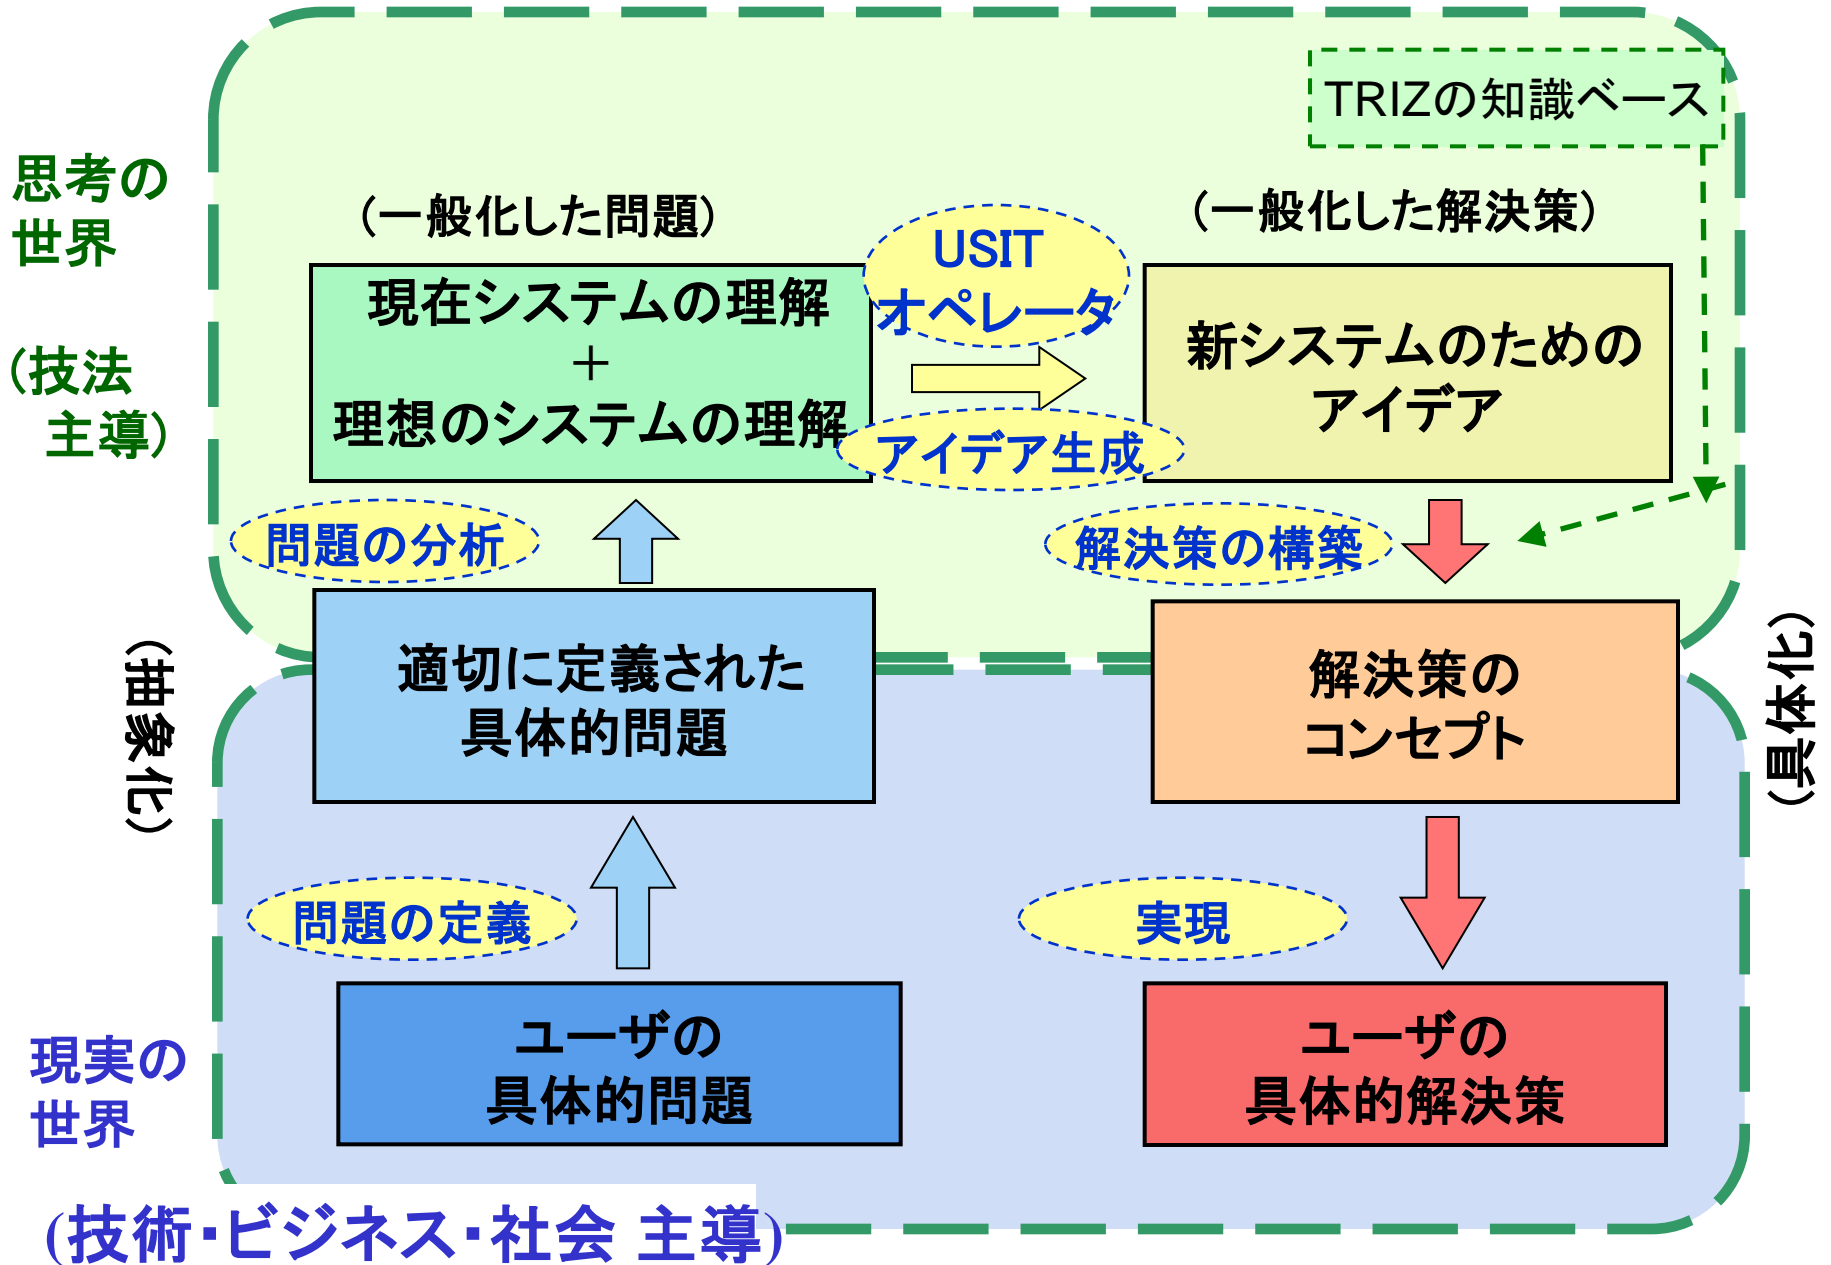 TRIZの知識ベース
思考の
世界
（技法
主導）
（一般化した問題）
（一般化した解決策）
現在システムの理解
＋
理想のシステムの理解
USIT
オペレータ
アイデア生成
新システムのための
アイデア
問題の分析
解決策の構築
（抽象化）
（具体化）
適切に定義された
具体的問題
解決策の
コンセプト
問題の定義
実現
現実の
世界
ユーザの
具体的問題
ユーザの
具体的解決策
(技術・ビジネス・社会 主導)